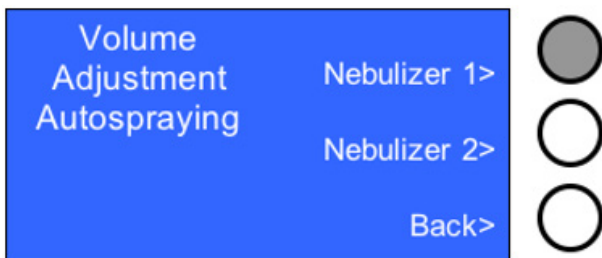 Volume
Adjustment
Autospraying
Nebulizer 1>
Nebulizer 2>
Back>